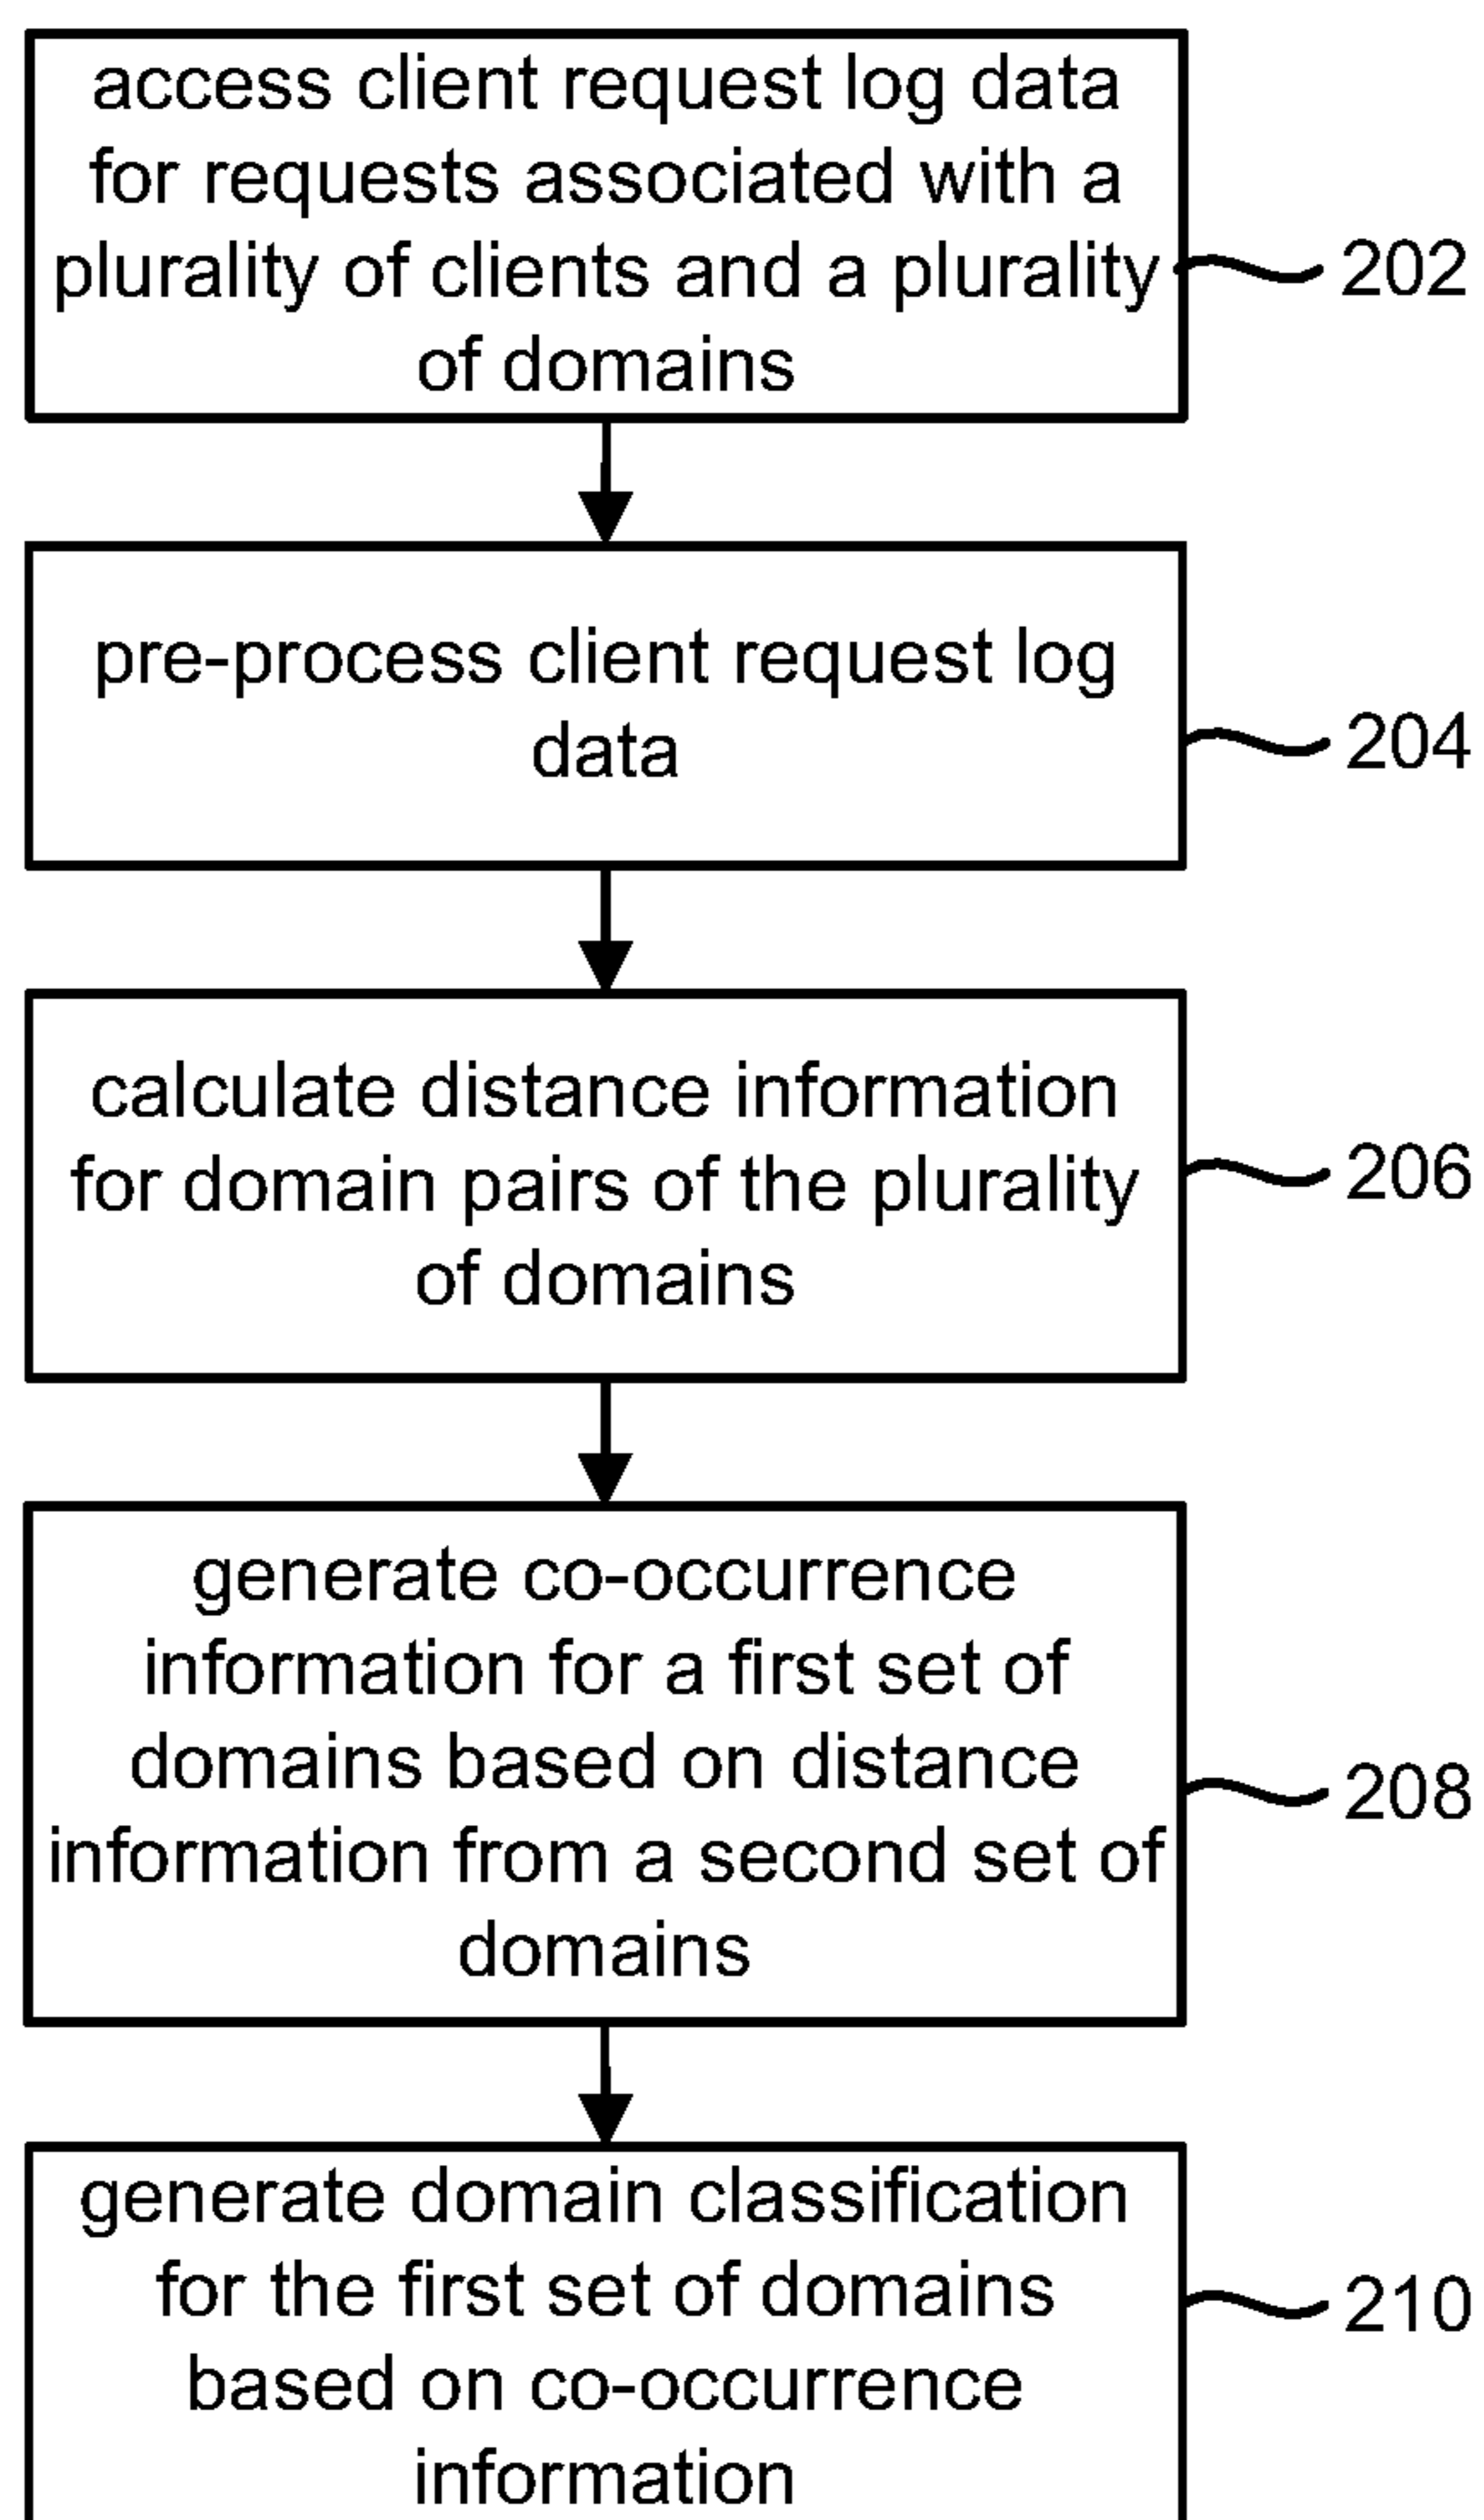 access client request log data
for requests associated with a
plurality of clients and a plurality
of domains
202
pre-process client request log
data
204
calculate distance information
for domain pairs of the plurality
of domains
206
generate co-occurrence
information for a first set of
domains based on distance
information from a second set of
domains
208
generate domain classification
for the first set of domains
based on co-occurrence
information
210